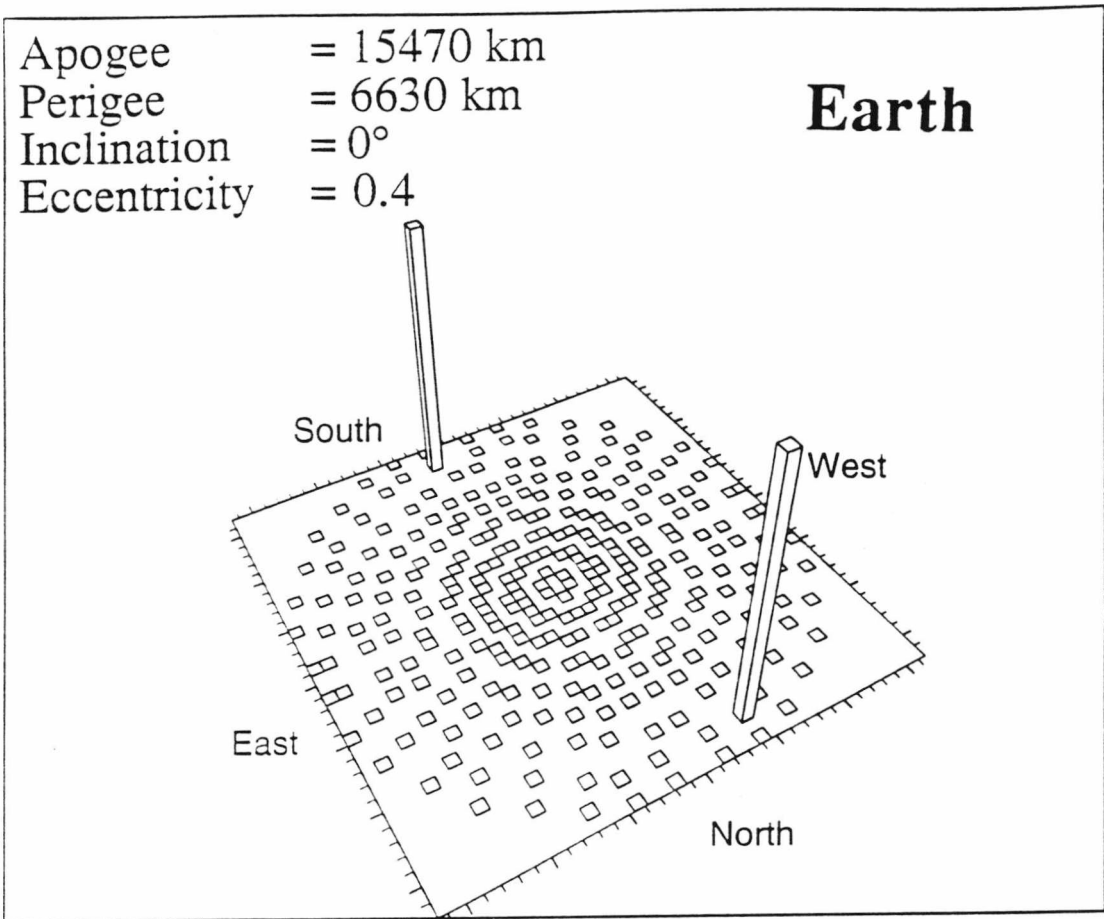 Apogee = 15470 km
Perigee = 6630 km
Inclination = 0°
Eccentricity = 0.4
Earth
South
West
East
North